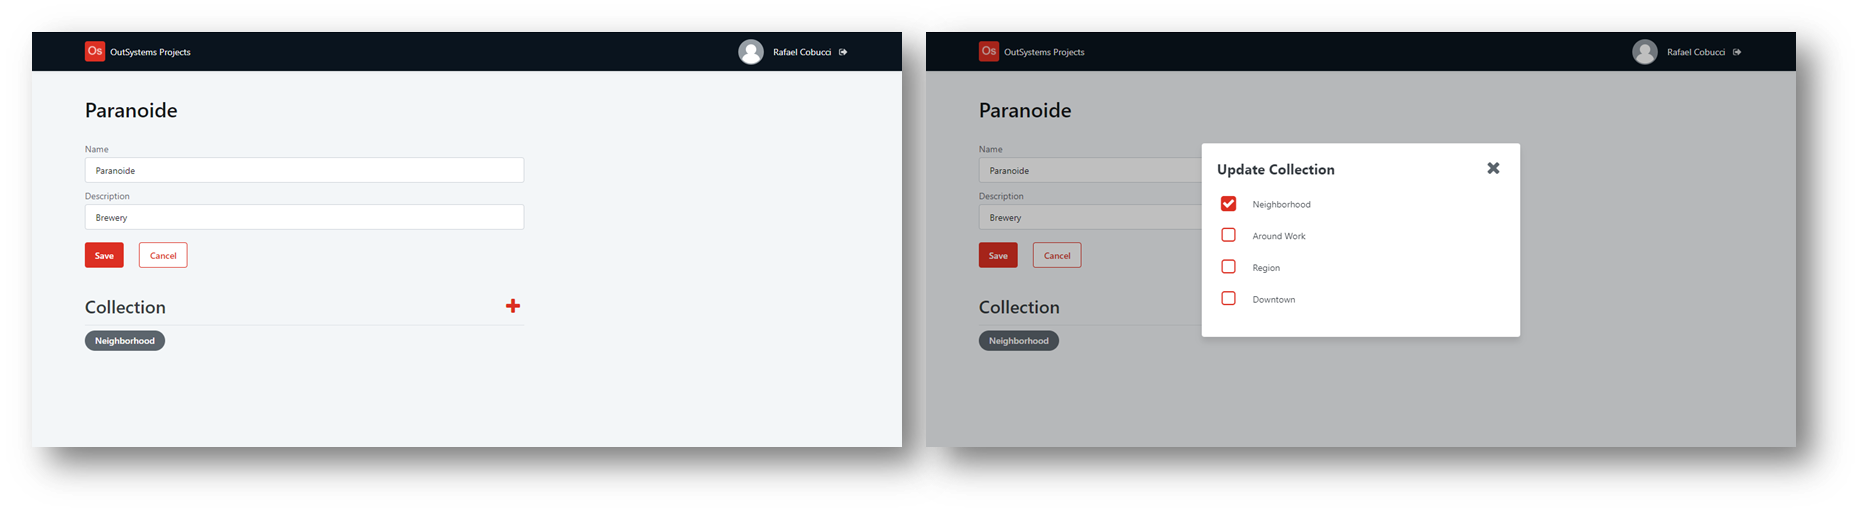 Os OutSystems Projects Rafael Cobucci
Paranoide
Name
Paranoide
Description
Brewery
Save Cancel
Collection
Neighborhood
Os OutSystems Projects Rafael Cobucci
Paranoide
Name
Paranoide
Description
Brewery
Save Cancel
Collection
Neighborhood
Update Collection
Neighborhood
Around Work
Region
Downtown